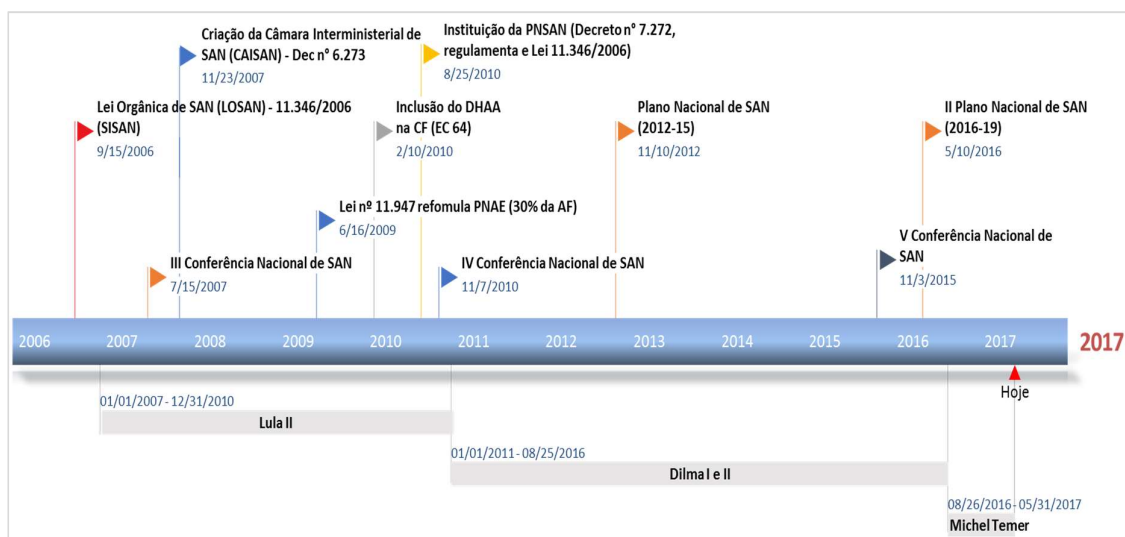 Criação da Câmara Interministerial de
SAN (CAISAN) - Dec n° 6.273
11/23/2007
Instituição da PNSAN (Decreto n° 7.272,
regulamenta e Lei 11.346/2006)
8/25/2010
Lei Orgânica de SAN (LOSAN) - 11.346/2006
(SISAN)
9/15/2006
Inclusão do DHAA
na CF (EC 64)
2/10/2010
Plano Nacional de SAN
(2012-15)
11/10/2012
II Plano Nacional de SAN
(2016-19)
5/10/2016
Lei nº 11.947 refomula PNAE (30% da AF)
6/16/2009
V Conferência Nacional de
SAN
11/3/2015
III Conferência Nacional de SAN
7/15/2007
IV Conferência Nacional de SAN
11/7/2010
2006 2007 2008 2009 2010 2011 2012 2013 2014 2015 2016 2017 2017
Hoje
01/01/2007 - 12/31/2010
Lula II
01/01/2011 - 08/25/2016
Dilma I e II
08/26/2016 - 05/31/2017
Michel Temer